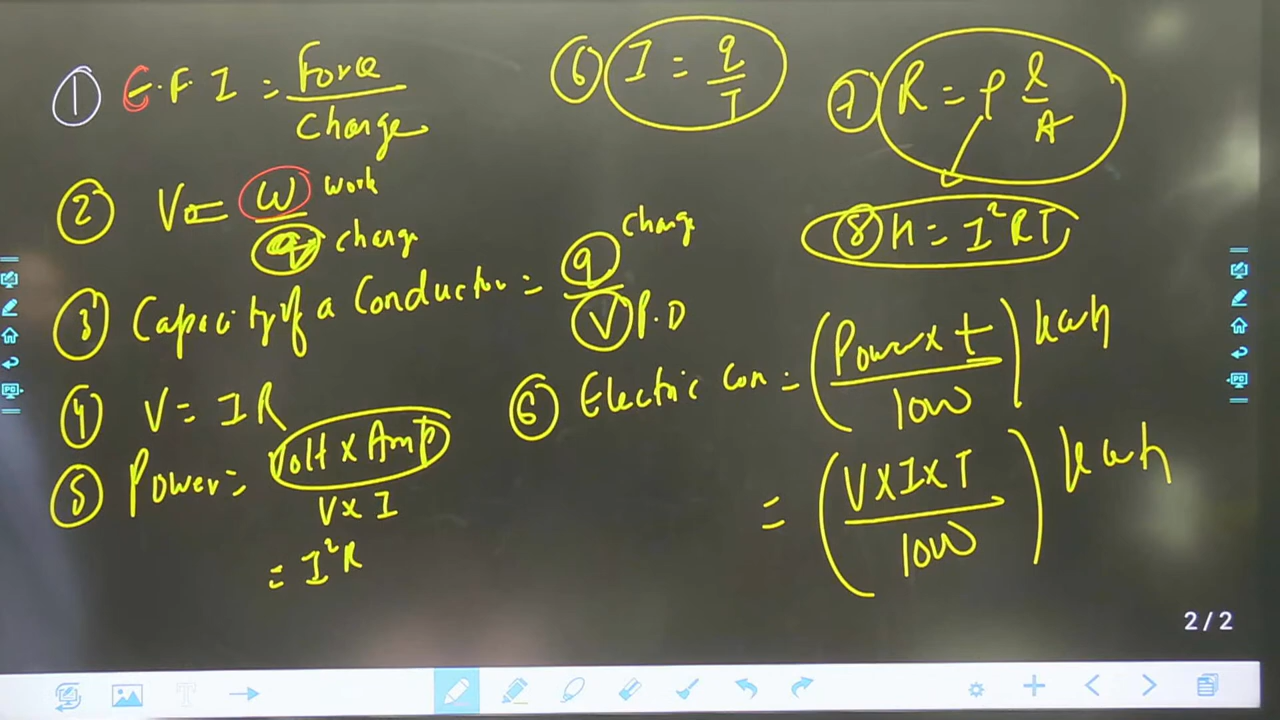 ① E.F.I = Force / Charge
② V = W work / q charge
③ Capacity of a Conductor = q charge / V P.D
④ V = IR
⑤ Power = Volt x Amp
V x I
= I²R
⑥ I = q / T
⑦ R = ρ l / A
⑧ H = I²RT
⑥ Electric Con = (Power x t / 1000) kwh
= (V x I x T / 1000) kwh
2/2